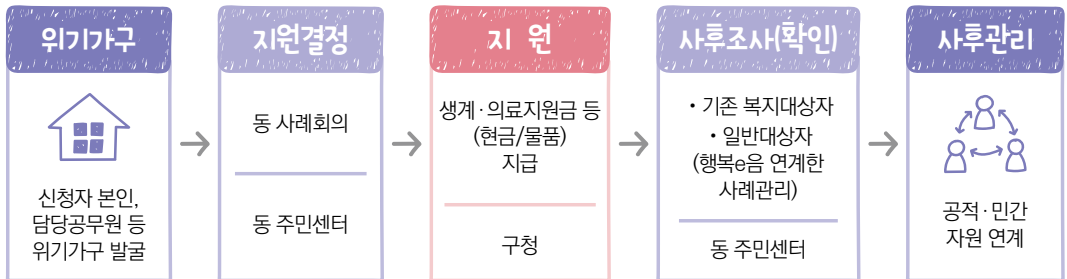 위기가구
신청자 본인,
담당공무원 등
위기가구 발굴
지원결정
동 사례회의
동 주민센터
지 원
생계·의료지원금 등
(현금/물품)
지급
구청
사후조사(확인)
• 기존 복지대상자
• 일반대상자
(행복e음 연계한
사례관리)
동 주민센터
사후관리
공적·민간
자원 연계